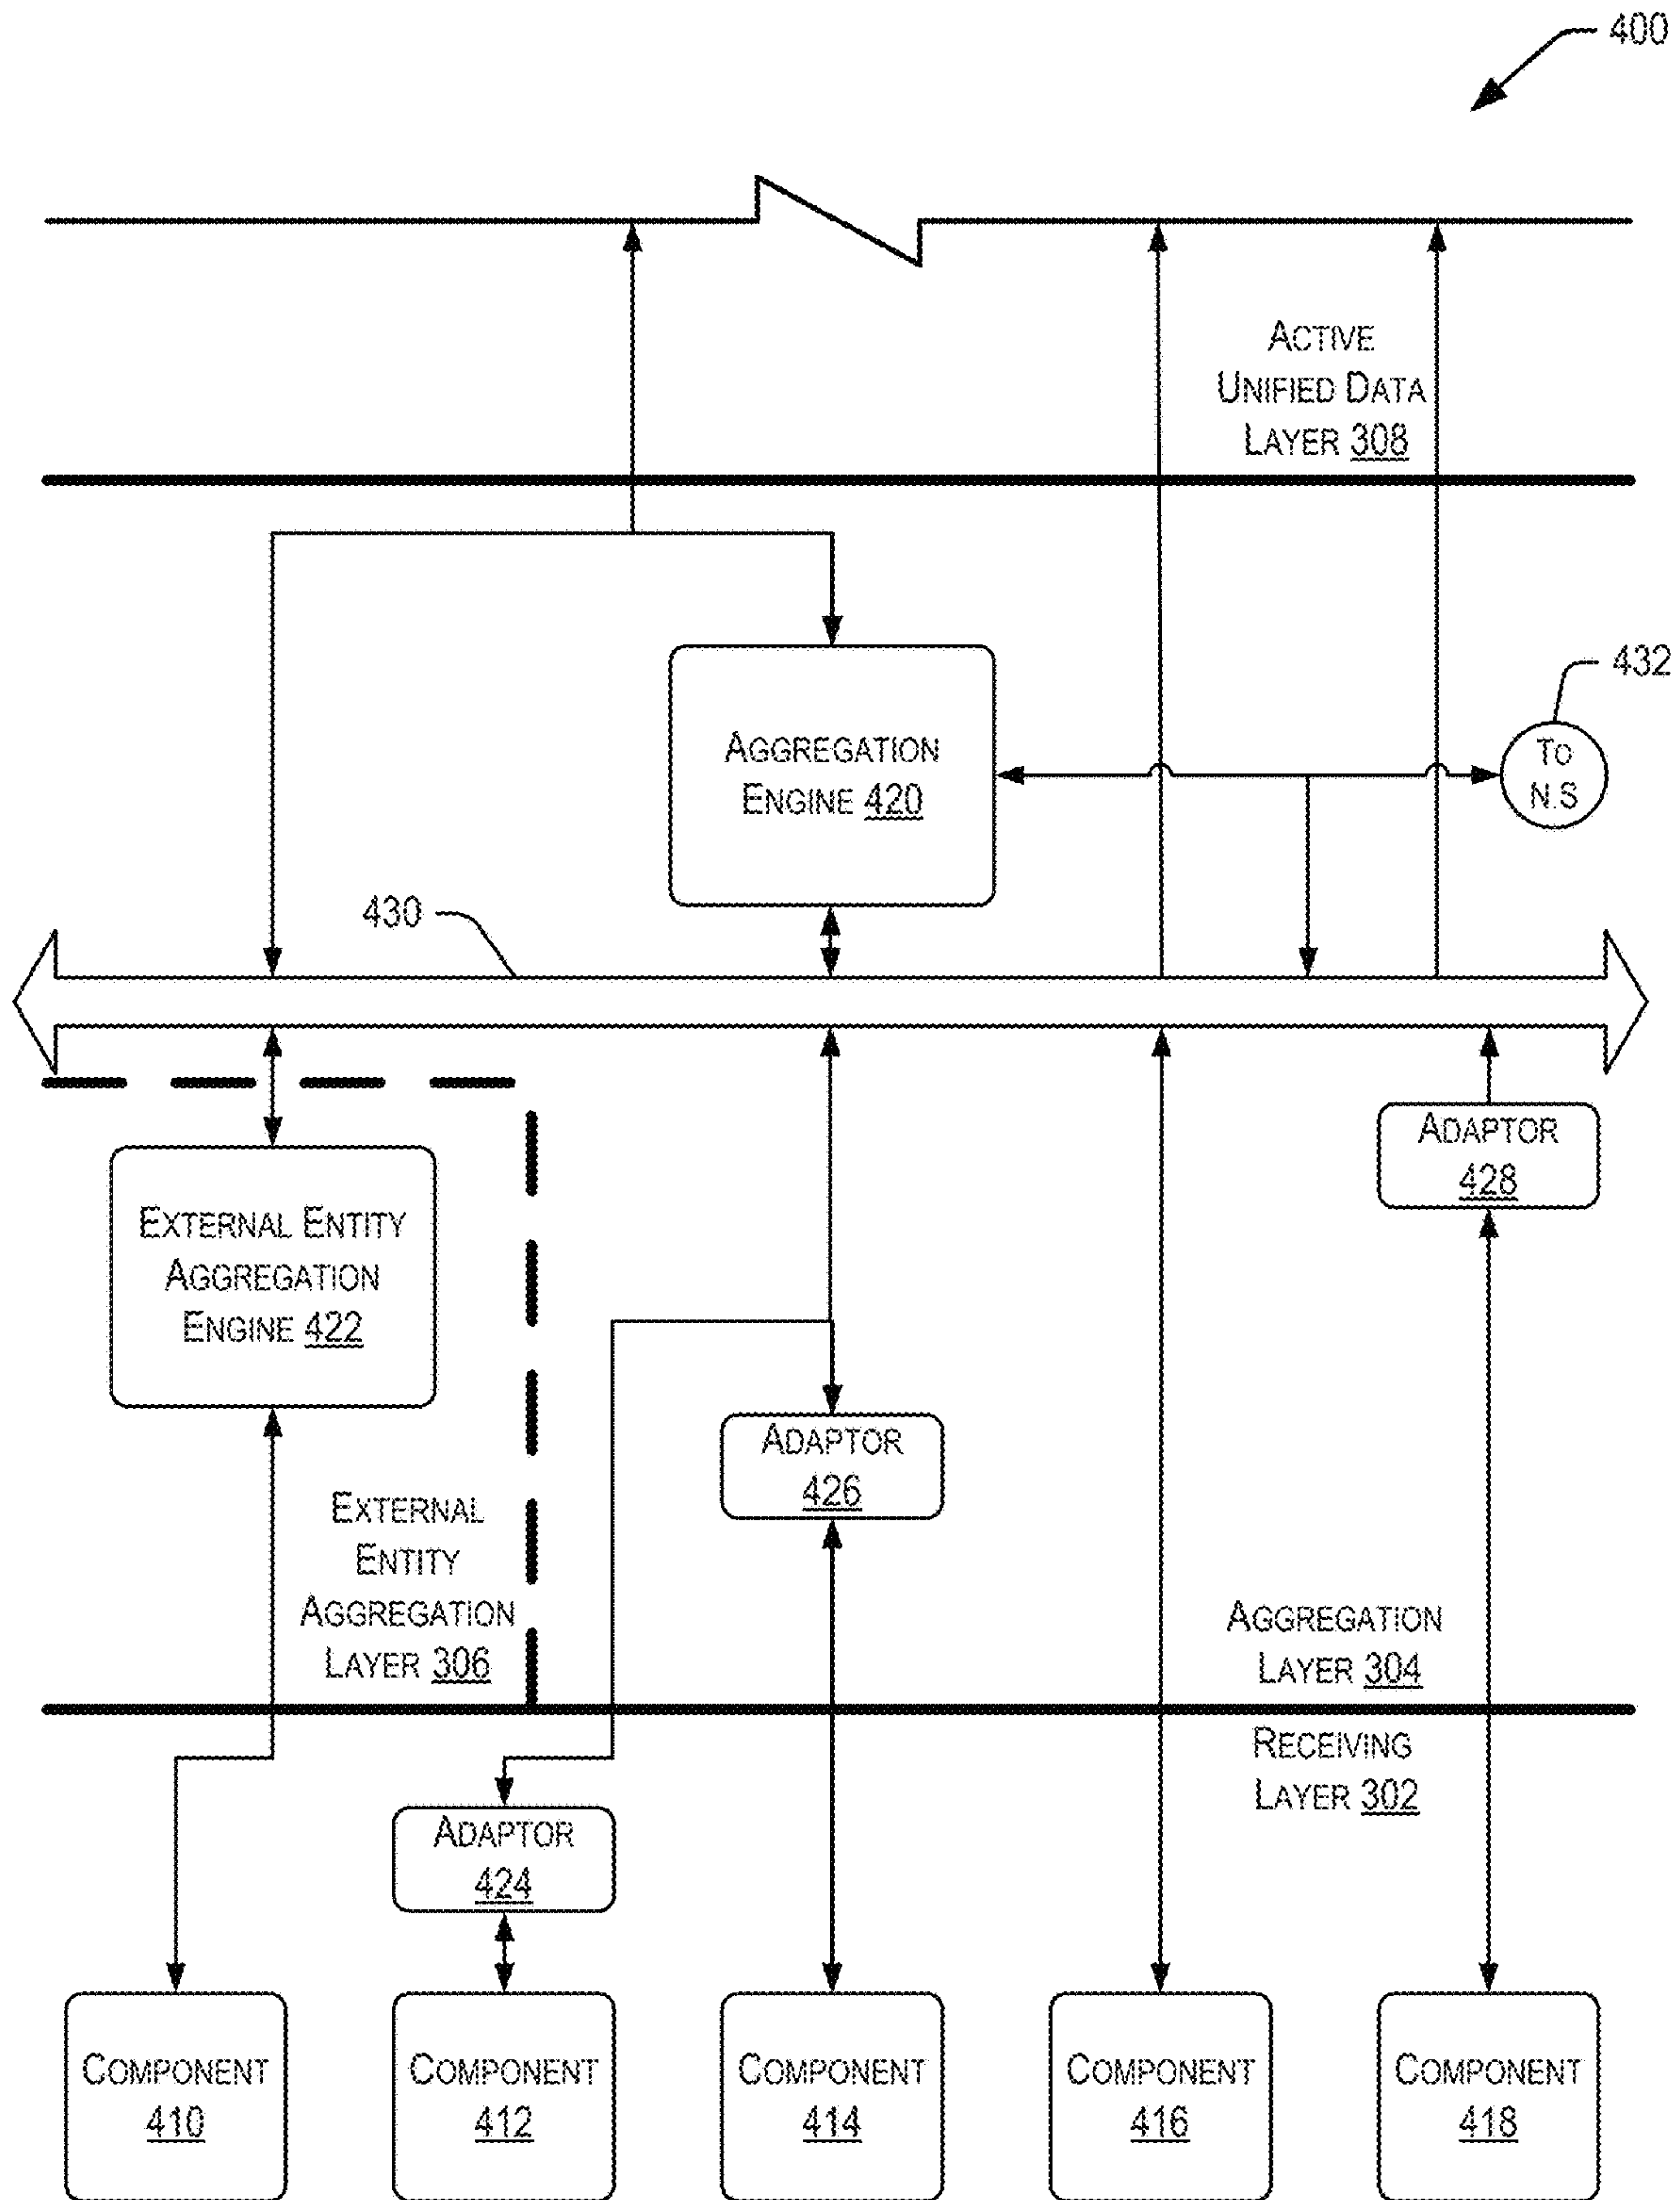 400
ACTIVE
UNIFIED DATA
LAYER 308
432
AGGREGATION
ENGINE 420
TO
N.S
430
ADAPTOR
428
EXTERNAL ENTITY
AGGREGATION
ENGINE 422
ADAPTOR
426
EXTERNAL
ENTITY
AGGREGATION
LAYER 306
AGGREGATION
LAYER 304
RECEIVING
LAYER 302
ADAPTOR
424
COMPONENT
410
COMPONENT
412
COMPONENT
414
COMPONENT
416
COMPONENT
418